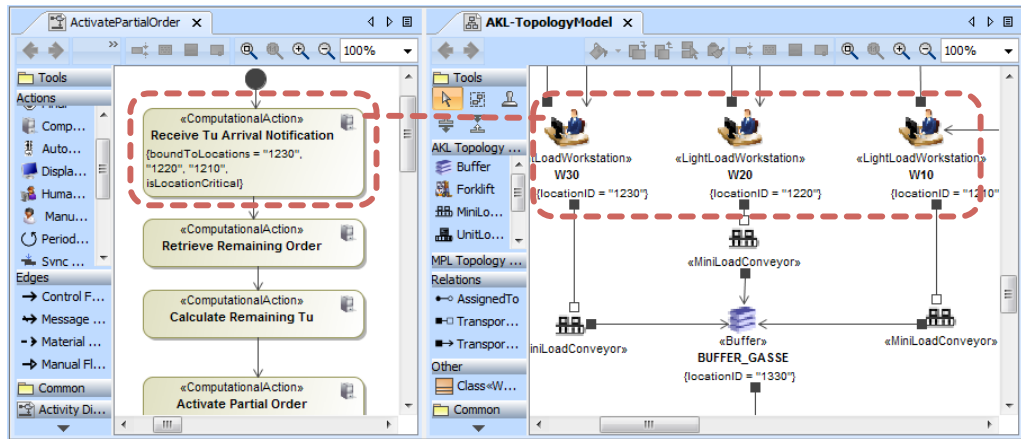 ActivatePartialOrder
»
100%
Tools
Actions
Comp...
Auto...
Displa...
Huma...
Manu...
Period...
Sync ...
Edges
Control F...
Message ...
Material ...
Manual Fl...
Common
Activity Di...
«ComputationalAction»
Receive Tu Arrival Notification
{boundToLocations = "1230",
"1220", "1210",
isLocationCritical}
«ComputationalAction»
Retrieve Remaining Order
«ComputationalAction»
Calculate Remaining Tu
«ComputationalAction»
Activate Partial Order
AKL-TopologyModel
100%
Tools
AKL Topology ...
Buffer
Forklift
MiniLo...
UnitLo...
MPL Topology ...
Relations
AssignedTo
Transpor...
Transpor...
Other
Class«W...
Common
tLoadWorkstation»
W30
{locationID = "1230"}
«LightLoadWorkstation»
W20
{locationID = "1220"}
«LightLoadWorkstation»
W10
{locationID = "1210"
«MiniLoadConveyor»
iniLoadConveyor»
«Buffer»
BUFFER_GASSE
{locationID = "1330"}
«MiniLoadConveyor»